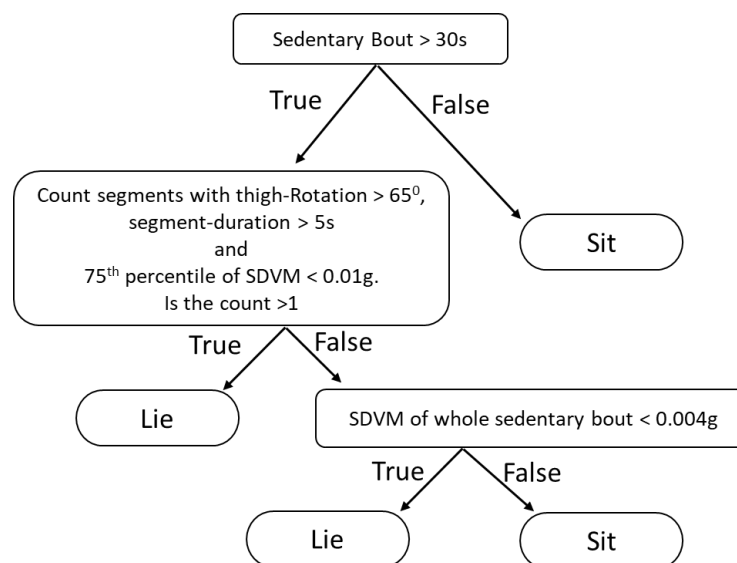 Sedentary Bout > 30s
True
False
Count segments with thigh-Rotation > 65⁰,
segment-duration > 5s
and
75ᵗʰ percentile of SDVM < 0.01g.
Is the count >1
Sit
True
False
Lie
SDVM of whole sedentary bout < 0.004g
True
False
Lie
Sit